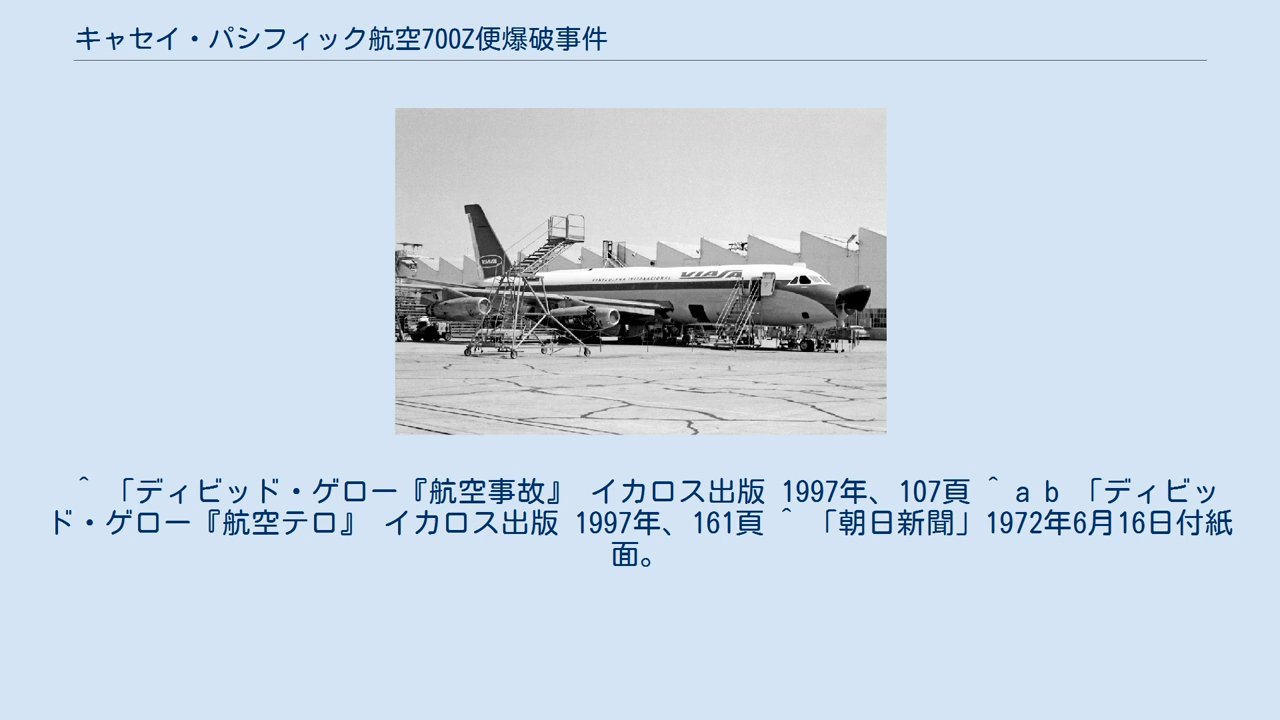 キャセイ・パシフィック航空700Z便爆破事件
VIASA
VENEZUELAN INTERNATIONAL
VIASA
^ 「ディビッド・ゲロー『航空事故』 イカロス出版 1997年、107頁 ^ a b 「ディビッ
ド・ゲロー『航空テロ』 イカロス出版 1997年、161頁 ^ 「朝日新聞」1972年6月16日付紙
面。